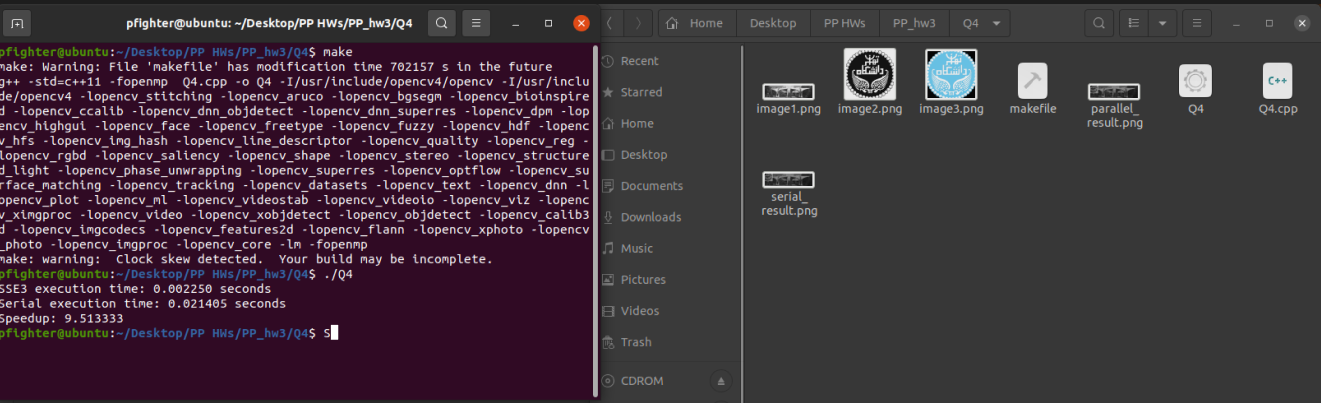 pfighter@ubuntu: ~/Desktop/PP HWs/PP_hw3/Q4
pfighter@ubuntu:~/Desktop/PP HWs/PP_hw3/Q4$ make
make: Warning: File 'makefile' has modification time 702157 s in the future
g++ -std=c++11 -fopenmp  Q4.cpp -o Q4 -I/usr/include/opencv4/opencv -I/usr/inclu
de/opencv4 -lopencv_stitching -lopencv_aruco -lopencv_bgsegm -lopencv_bioinspire
d -lopencv_ccalib -lopencv_dnn_objdetect -lopencv_dnn_superres -lopencv_dpm -lop
encv_highgui -lopencv_face -lopencv_freetype -lopencv_fuzzy -lopencv_hdf -lopenc
v_hfs -lopencv_img_hash -lopencv_line_descriptor -lopencv_quality -lopencv_reg -
lopencv_rgbd -lopencv_saliency -lopencv_shape -lopencv_stereo -lopencv_structure
d_light -lopencv_phase_unwrapping -lopencv_superres -lopencv_optflow -lopencv_su
rface_matching -lopencv_tracking -lopencv_datasets -lopencv_text -lopencv_dnn -l
opencv_plot -lopencv_ml -lopencv_videostab -lopencv_videoio -lopencv_viz -lopenc
v_ximgproc -lopencv_video -lopencv_xobjdetect -lopencv_objdetect -lopencv_calib3
d -lopencv_imgcodecs -lopencv_features2d -lopencv_flann -lopencv_xphoto -lopencv
_photo -lopencv_imgproc -lopencv_core -lm -fopenmp
make: warning:  Clock skew detected.  Your build may be incomplete.
pfighter@ubuntu:~/Desktop/PP HWs/PP_hw3/Q4$ ./Q4
SSE3 execution time: 0.002250 seconds
Serial execution time: 0.021405 seconds
Speedup: 9.513333
pfighter@ubuntu:~/Desktop/PP HWs/PP_hw3/Q4$ S
Home
Desktop
PP HWs
PP_hw3
Q4
Recent
Starred
Home
Desktop
Documents
Downloads
Music
Pictures
Videos
Trash
CDROM
image1.png
image2.png
image3.png
makefile
parallel_
result.png
Q4
C++
Q4.cpp
serial_
result.png